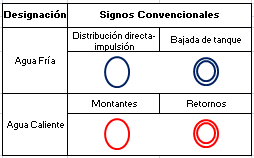 Designación
Signos Convencionales
Distribución directa-
impulsión
Bajada de tanque
Agua Fría
Montantes
Retornos
Agua Caliente